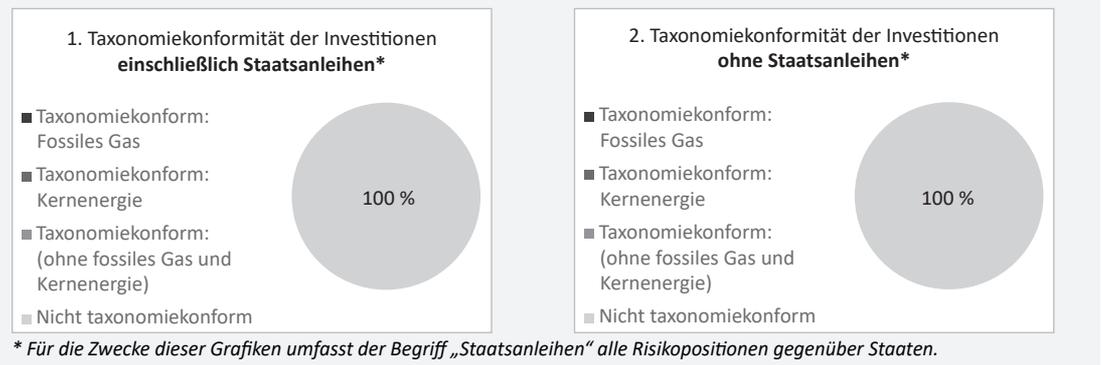 1. Taxonomiekonformität der Investitionen
einschließlich Staatsanleihen*
Taxonomiekonform:
Fossiles Gas
Taxonomiekonform:
Kernenergie
Taxonomiekonform:
(ohne fossiles Gas und
Kernenergie)
Nicht taxonomiekonform
100 %
2. Taxonomiekonformität der Investitionen
ohne Staatsanleihen*
Taxonomiekonform:
Fossiles Gas
Taxonomiekonform:
Kernenergie
Taxonomiekonform:
(ohne fossiles Gas und
Kernenergie)
Nicht taxonomiekonform
100 %
* Für die Zwecke dieser Grafiken umfasst der Begriff „Staatsanleihen“ alle Risikopositionen gegenüber Staaten.